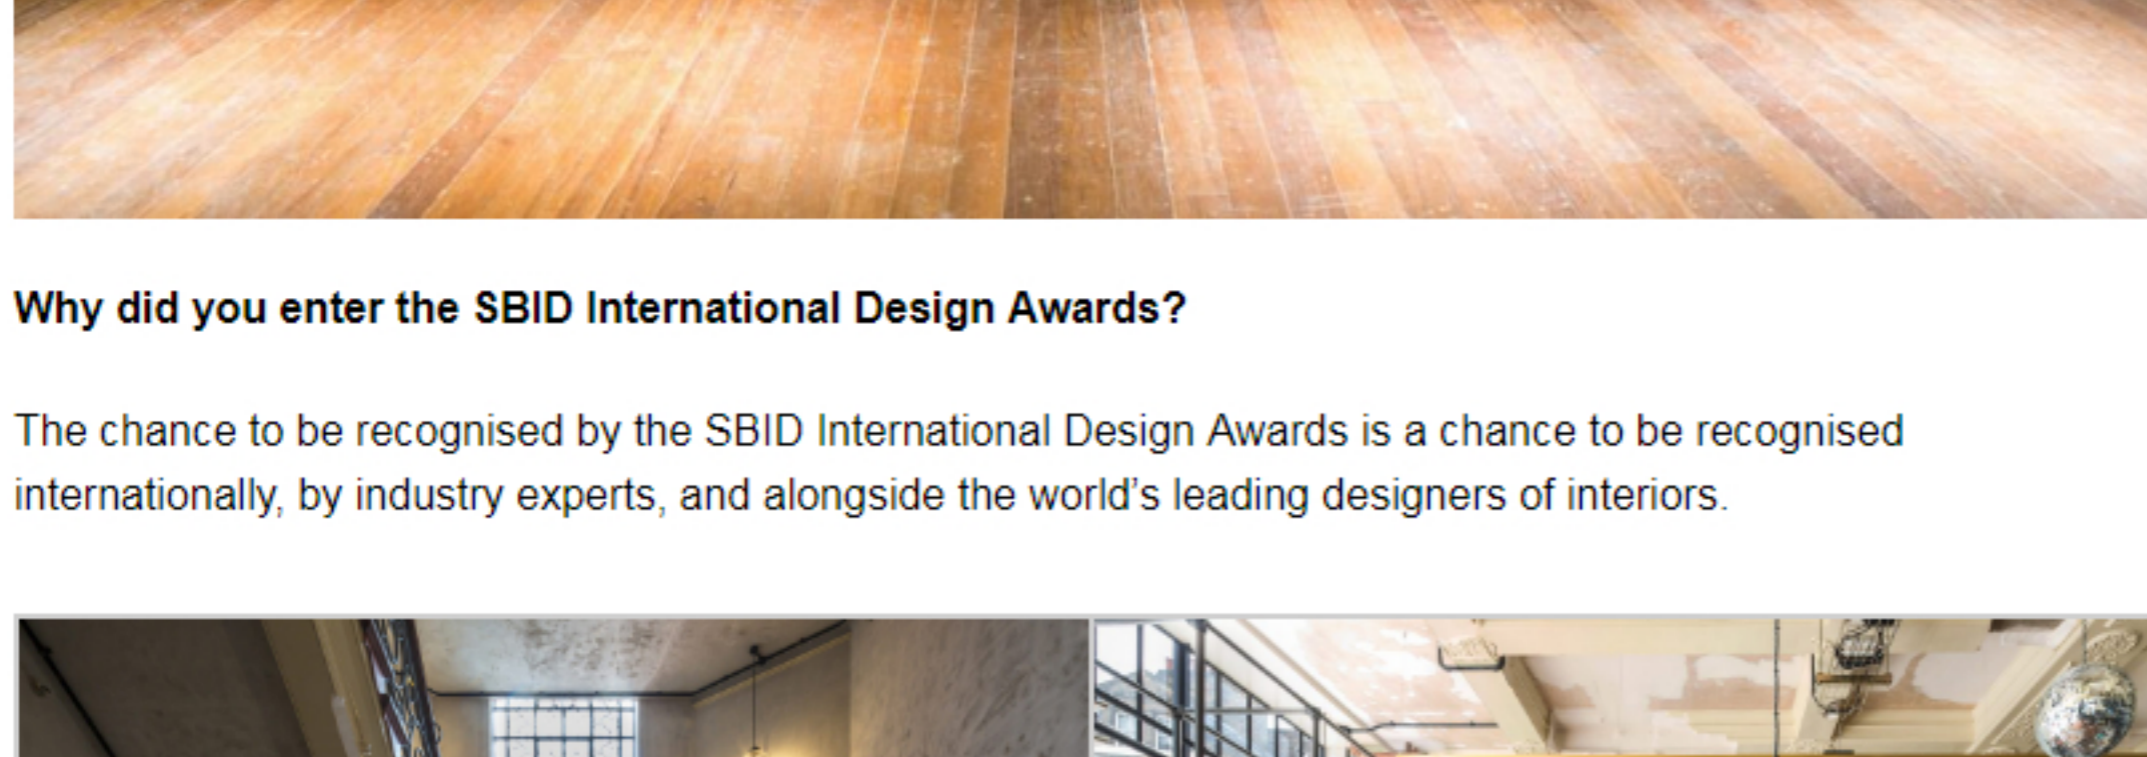 Why did you enter the SBID International Design Awards?
The chance to be recognised by the SBID International Design Awards is a chance to be recognised
internationally, by industry experts, and alongside the world’s leading designers of interiors.